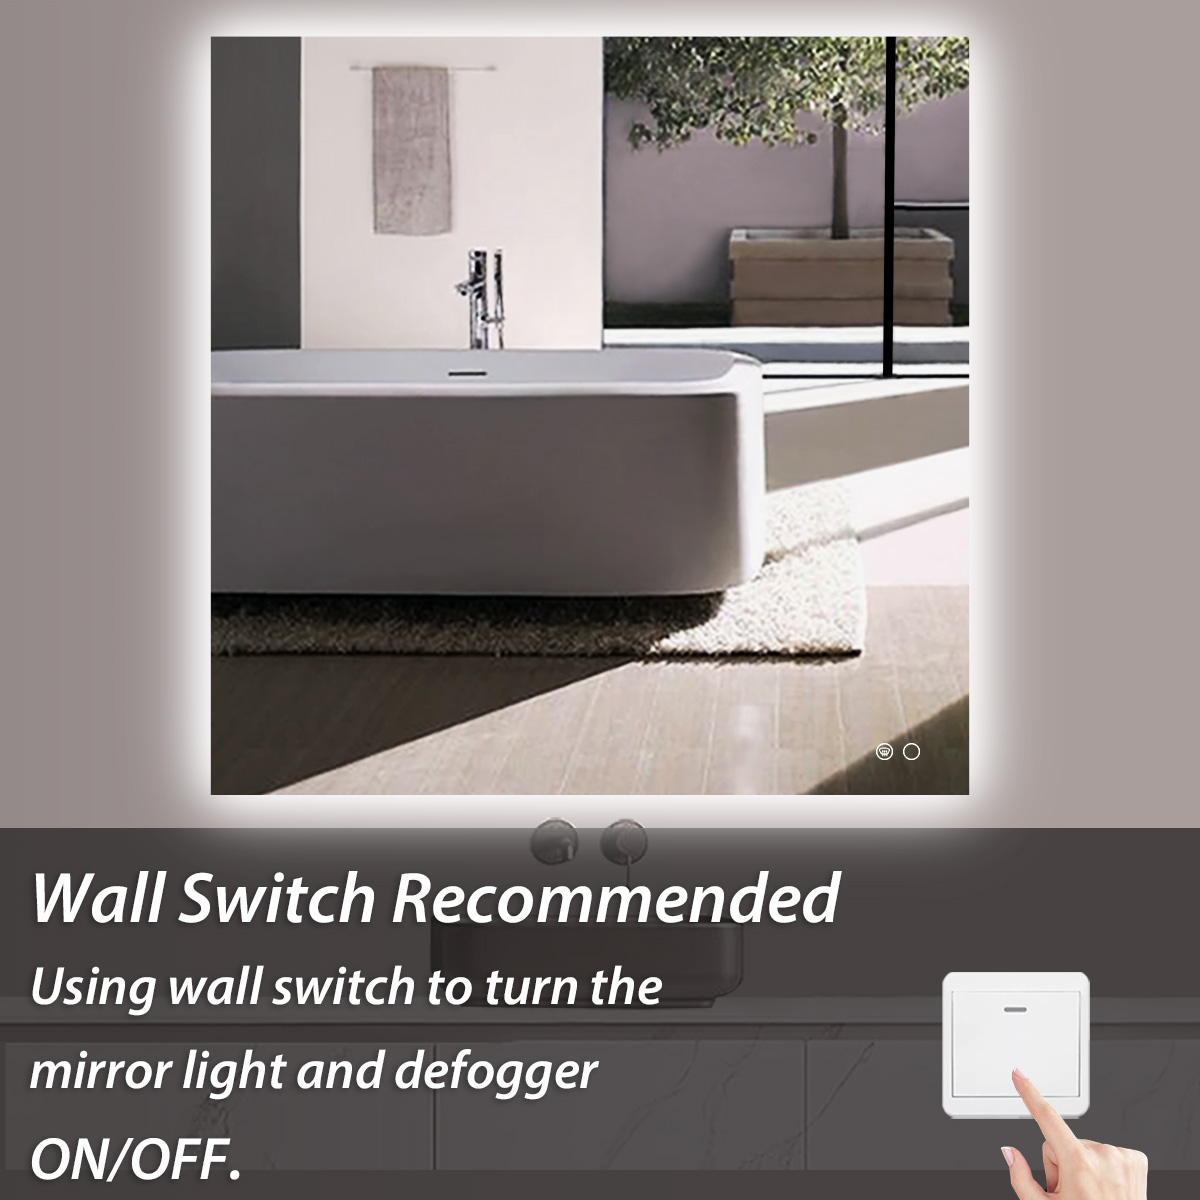 Wall Switch Recommended
Using wall switch to turn the
mirror light and defogger
ON/OFF.